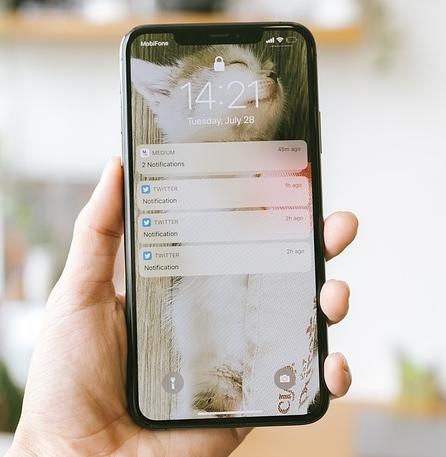 MobiFone
14:21
Tuesday, July 28
MEDIUM 45m ago
2 Notifications
TWITTER 1h ago
Notification
TWITTER 2h ago
Notification
TWITTER 2h ago
Notification